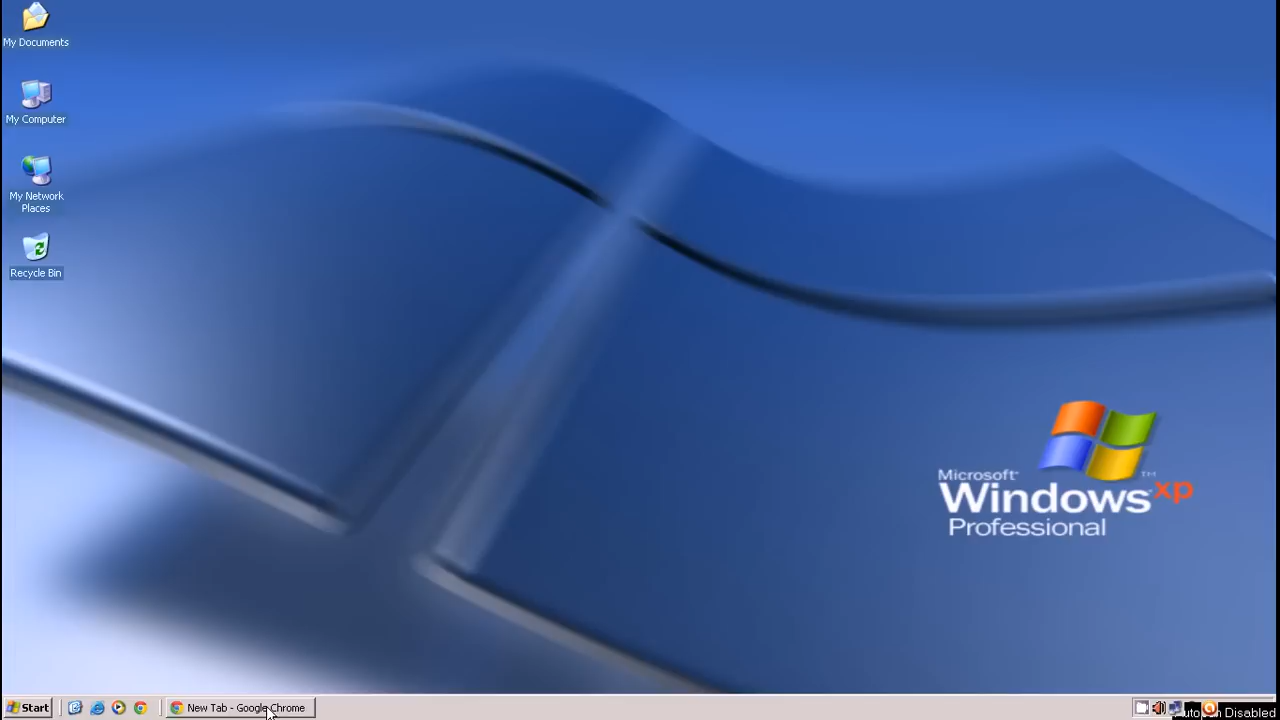 My Documents
My Computer
My Network
Places
Recycle Bin
Microsoft
Windows xp
Professional
Start
New Tab - Google Chrome
Disabled